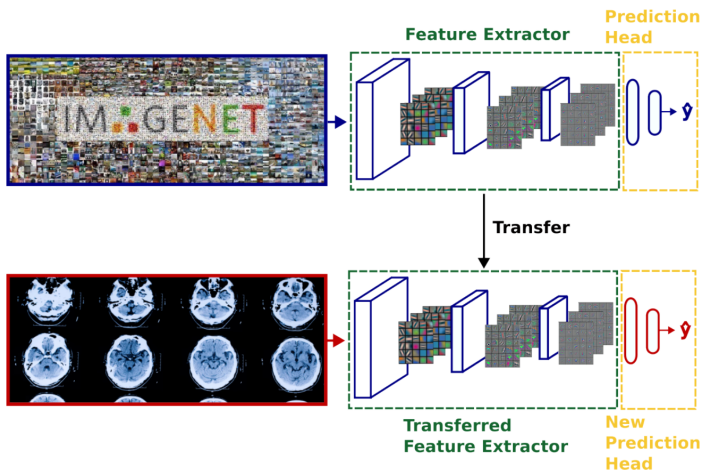 Feature Extractor
Prediction
Head
IMAGENET
ŷ
Transfer
ŷ
Transferred
Feature Extractor
New
Prediction
Head